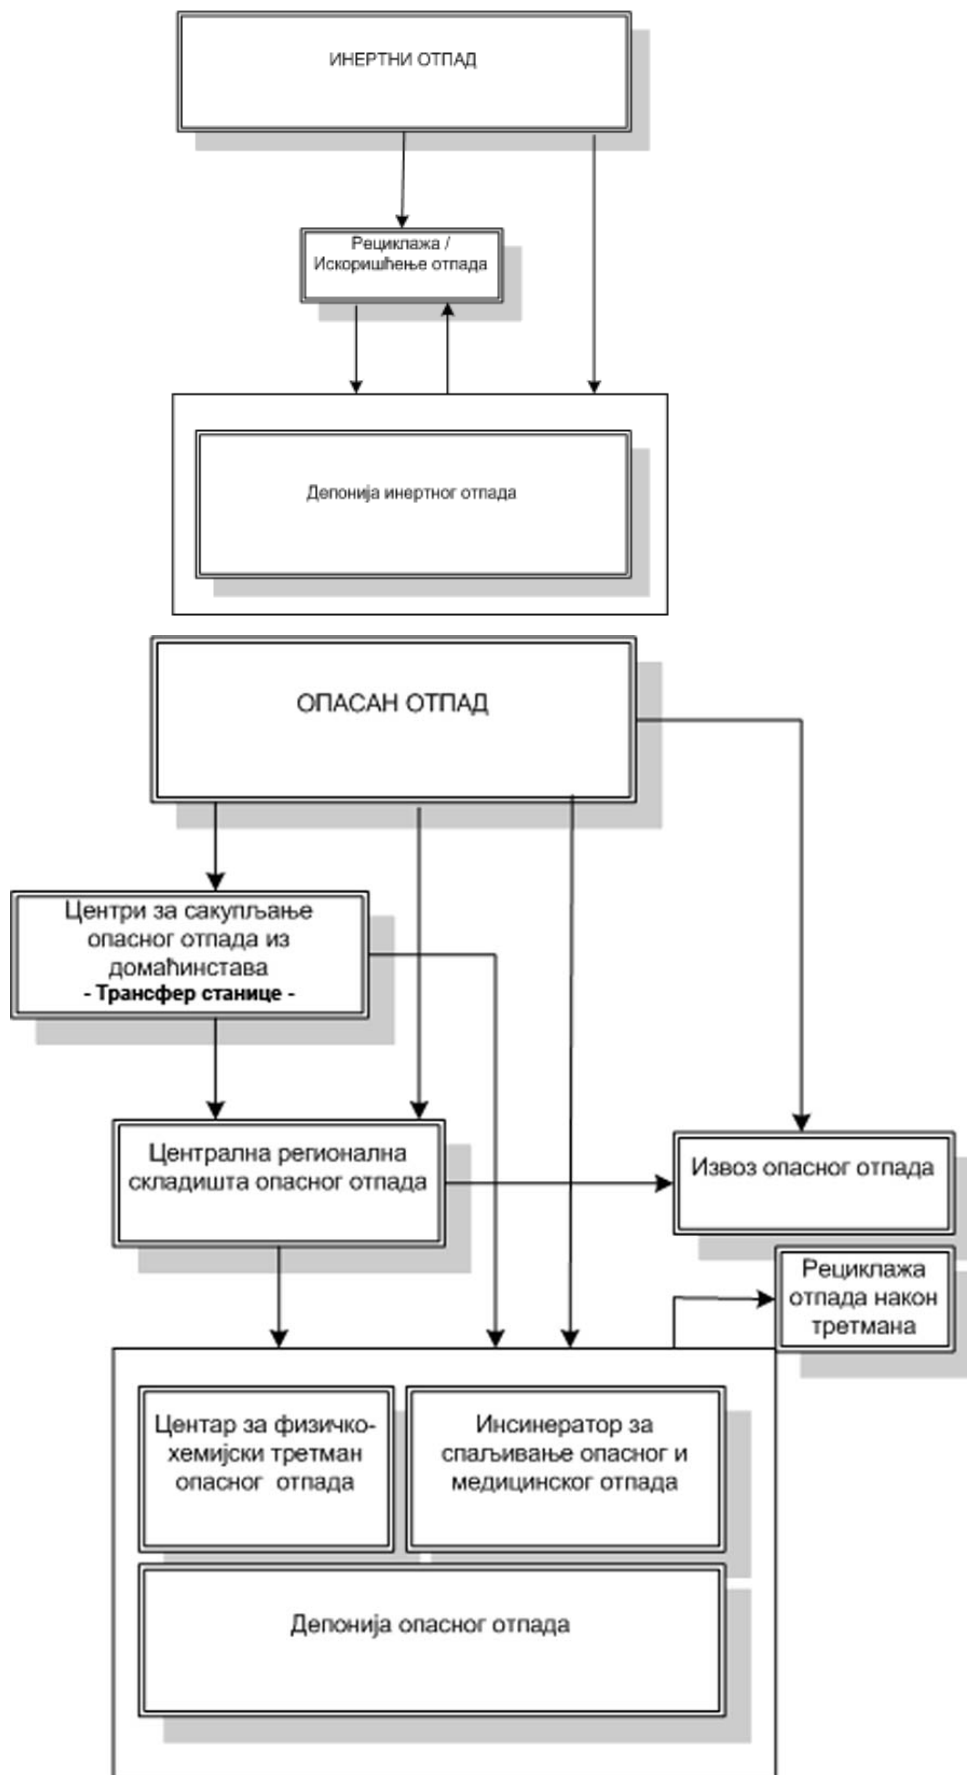 ИНЕРТНИ ОТПАД
Рециклажа /
Искоришћење отпада
Депонија инертног отпада
ОПАСАН ОТПАД
Центри за сакупљање
опасног отпада из
домаћинстава
- Трансфер станице -
Централна регионална
складишта опасног отпада
Извоз опасног отпада
Рециклажа
отпада након
третмана
Центар за физичко-
хемијски третман
опасног отпада
Инсинератор за
спаљивање опасног и
медицинског отпада
Депонија опасног отпада